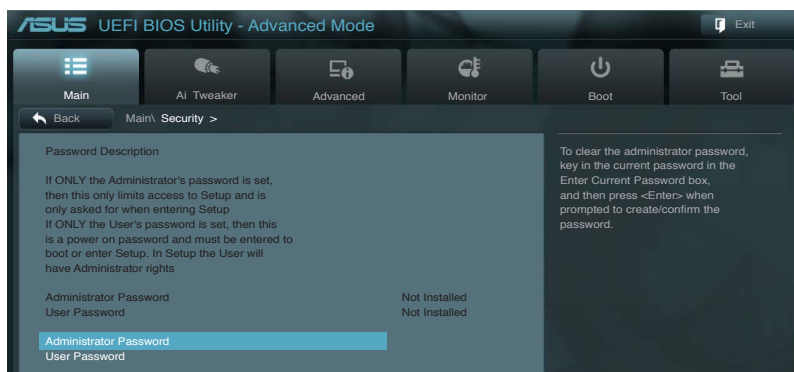 ASUS UEFI BIOS Utility - Advanced Mode
Exit
Main
Ai Tweaker
Advanced
Monitor
Boot
Tool
Back
Main\ Security >
Password Description
If ONLY the Administrator's password is set,
then this only limits access to Setup and is
only asked for when entering Setup
If ONLY the User's password is set, then this
is a power on password and must be entered to
boot or enter Setup. In Setup the User will
have Administrator rights
Administrator Password Not Installed
User Password Not Installed
Administrator Password
User Password
To clear the administrator password,
key in the current password in the
Enter Current Password box,
and then press <Enter> when
prompted to create/confirm the
password.